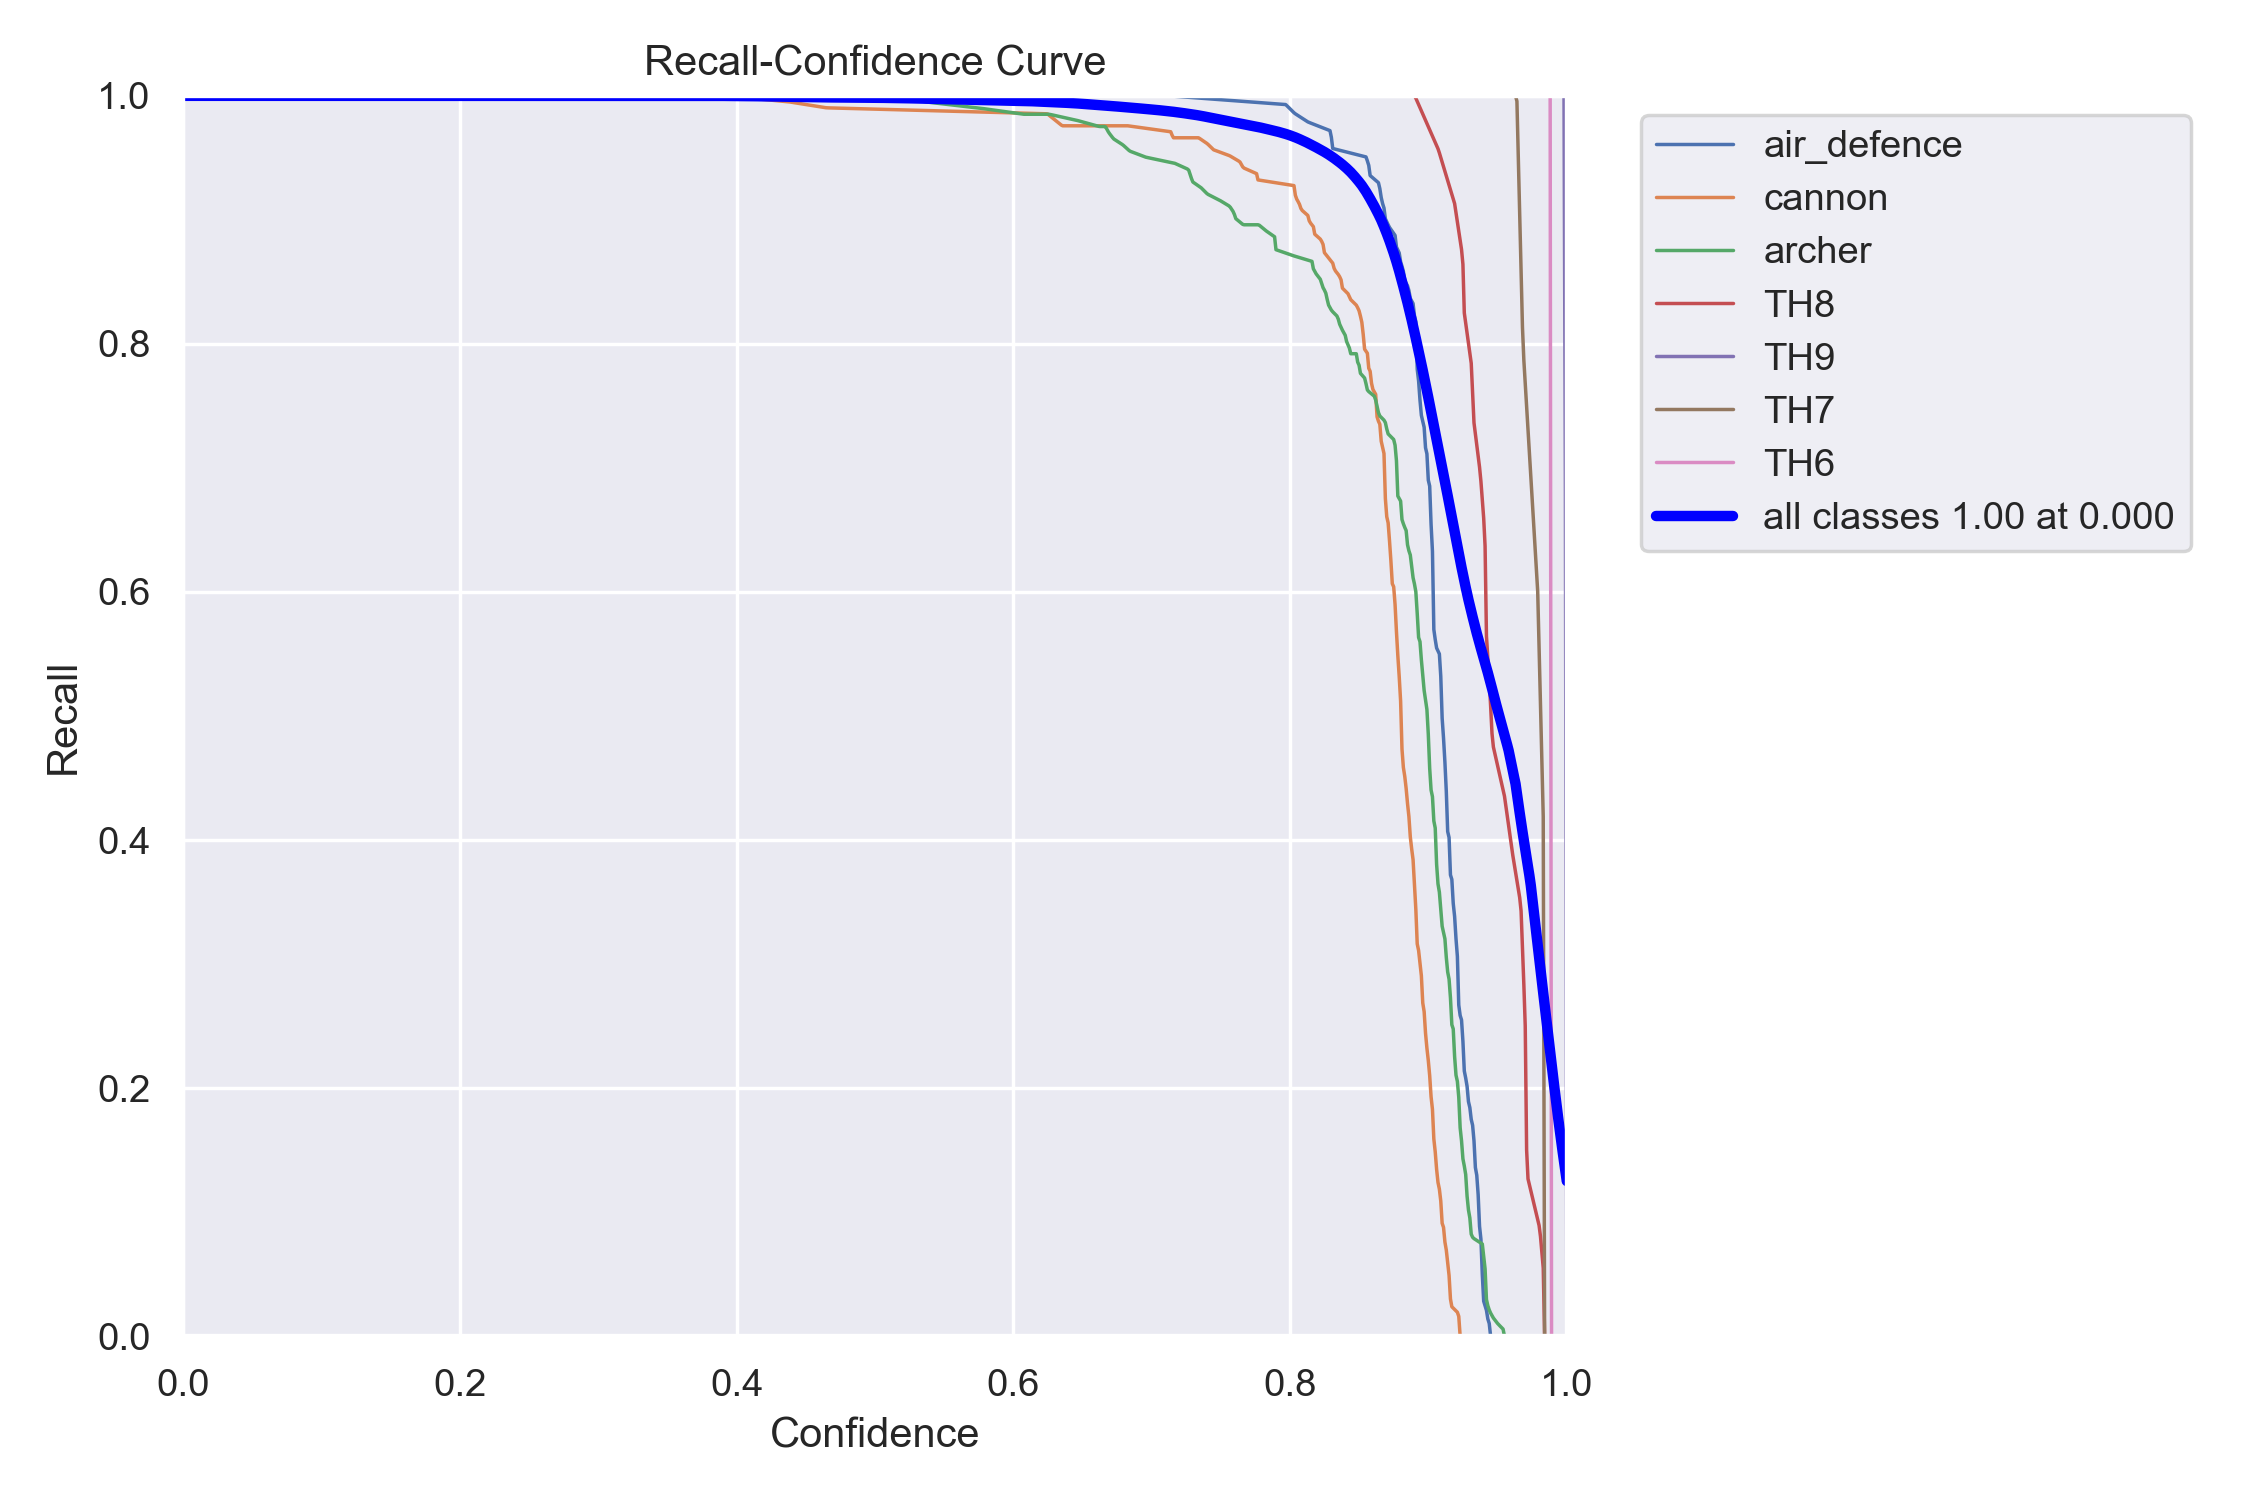 Recall-Confidence Curve
1.0
0.8
0.6
0.4
0.2
0.0
Recall
0.0 0.2 0.4 0.6 0.8 1.0
Confidence
air_defence
cannon
archer
TH8
TH9
TH7
TH6
all classes 1.00 at 0.000